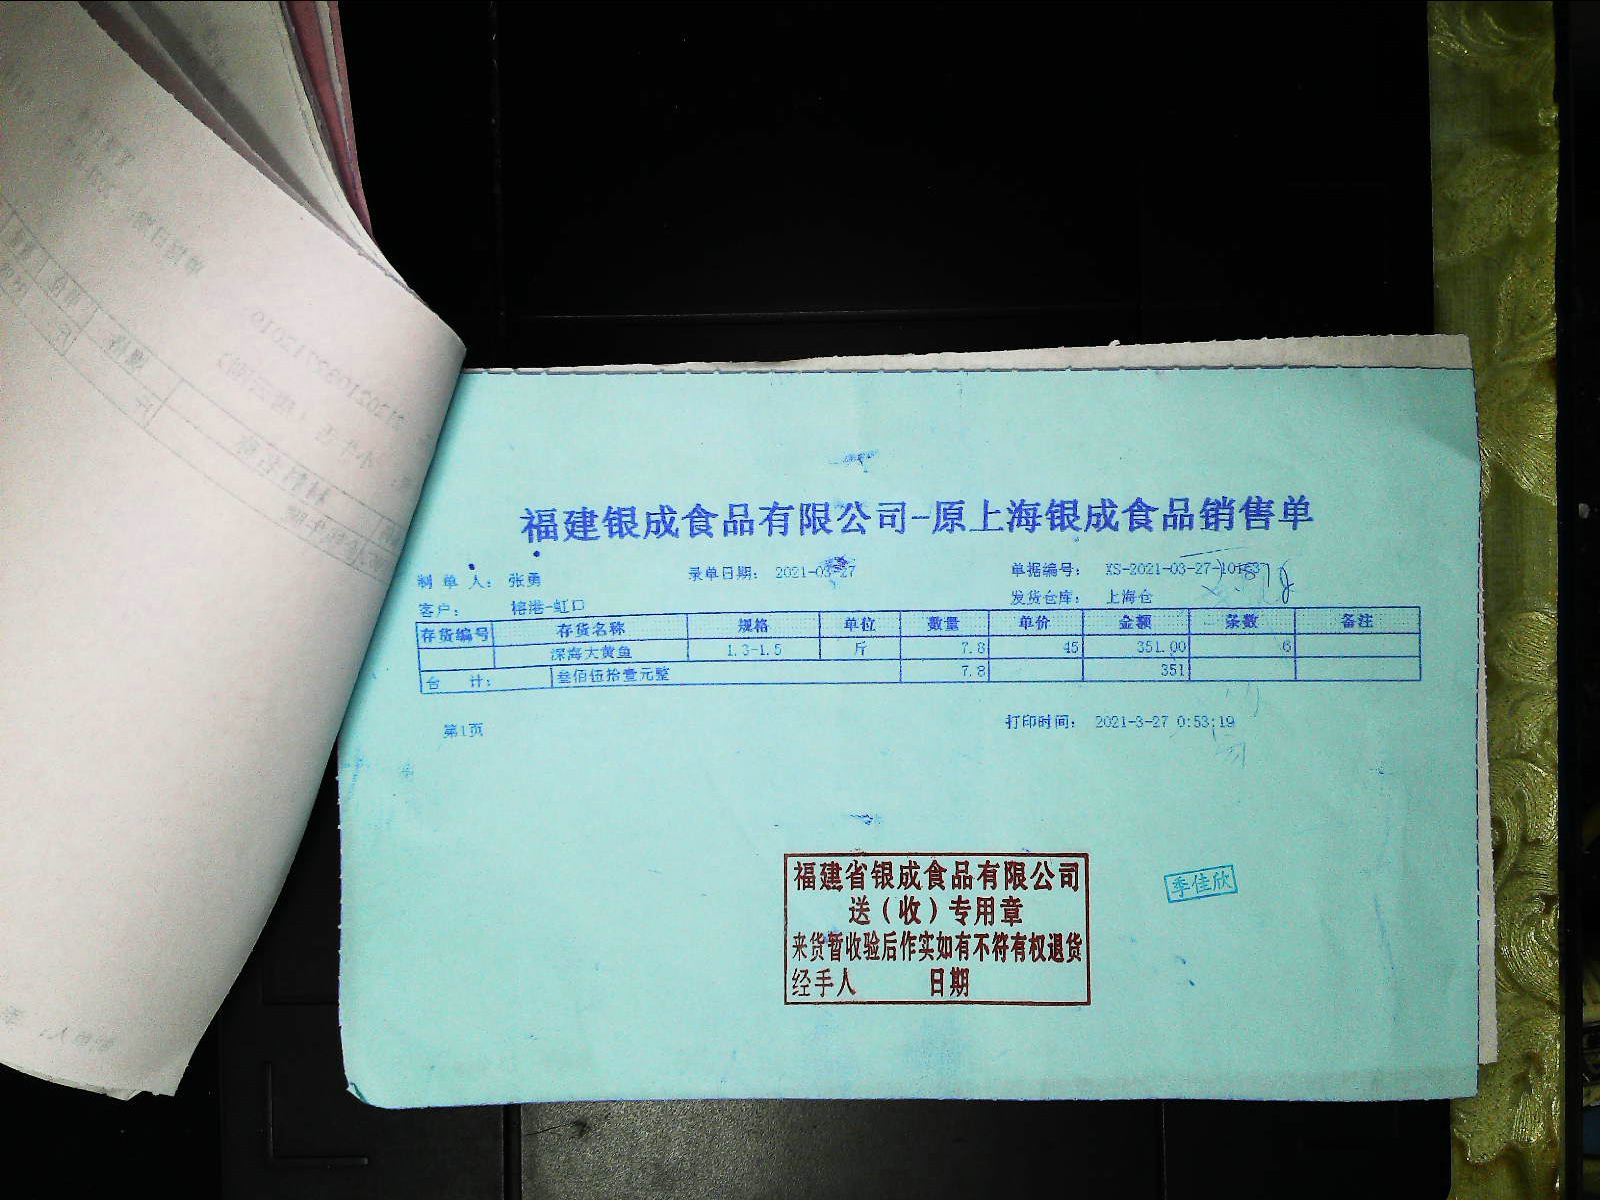 福建银成食品有限公司-原上海银成食品销售单
制 单 人： 张勇 录单日期： 2021-03-27 单据编号： XS-2021-03-27-10163
客户： 榕港-虹口 发货仓库： 上海仓
存货编号 存货名称 规格 单位 数量 单价 金额 条数 备注
深海大黄鱼 1.3-1.5 斤 7.8 45 351.00 6
合 计： 叁佰伍拾壹元整 7.8 351
第1页 打印时间： 2021-3-27 0:53:19
福建省银成食品有限公司
送（收）专用章
来货暂收验后作实如有不符有权退货
经手人 日期
季佳欣